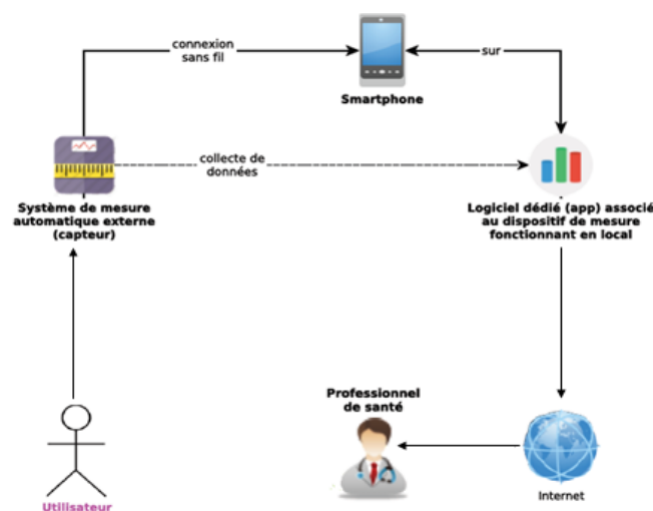 connexion
sans fil
sur
Smartphone
collecte de
données
Système de mesure
automatique externe
(capteur)
Logiciel dédié (app) associé
au dispositif de mesure
fonctionnant en local
Professionnel
de santé
Utilisateur
Internet